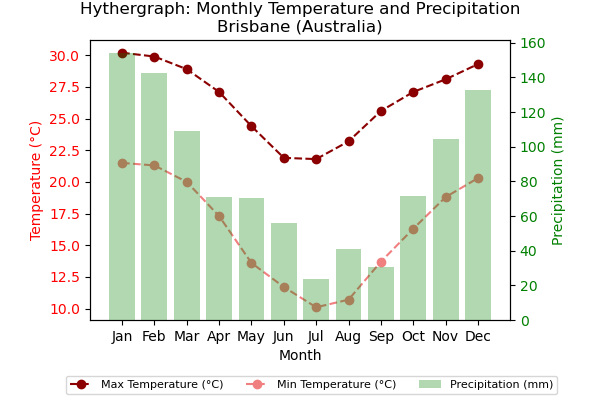 Hythergraph: Monthly Temperature and Precipitation
Brisbane (Australia)
Temperature (°C)
30.0
27.5
25.0
22.5
20.0
17.5
15.0
12.5
10.0
160
140
120
100
80
60
40
20
0
Precipitation (mm)
Jan Feb Mar Apr May Jun Jul Aug Sep Oct Nov Dec
Month
Max Temperature (°C) Min Temperature (°C) Precipitation (mm)